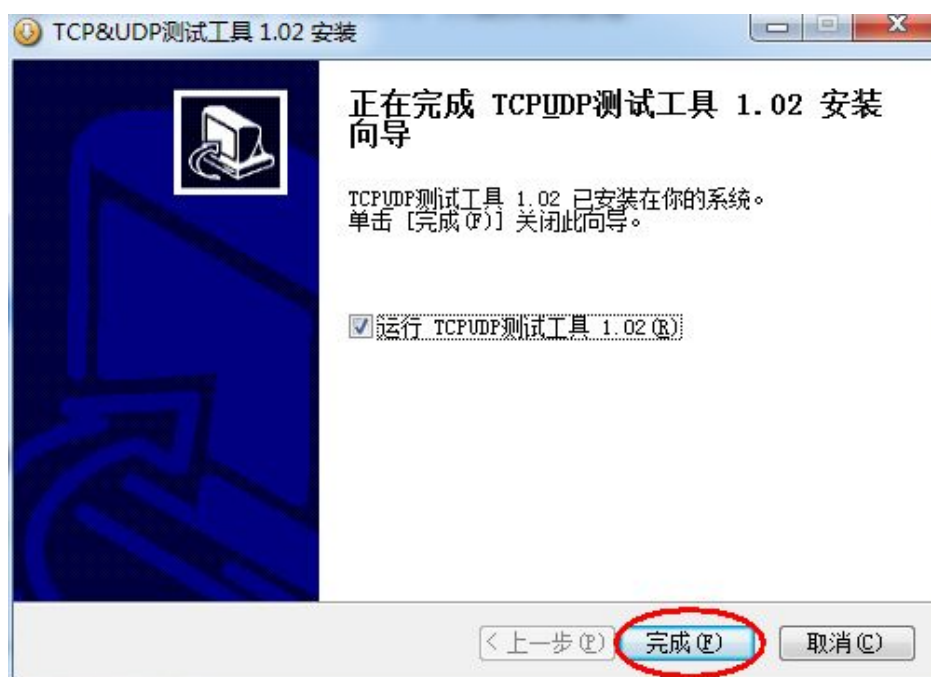 TCP&UDP测试工具 1.02 安装
正在完成 TCPUDP测试工具 1.02 安装
向导
TCPUDP测试工具 1.02 已安装在你的系统。
单击 [完成(F)] 关闭此向导。
运行 TCPUDP测试工具 1.02(R)
<上一步(P)
完成(F)
取消(C)